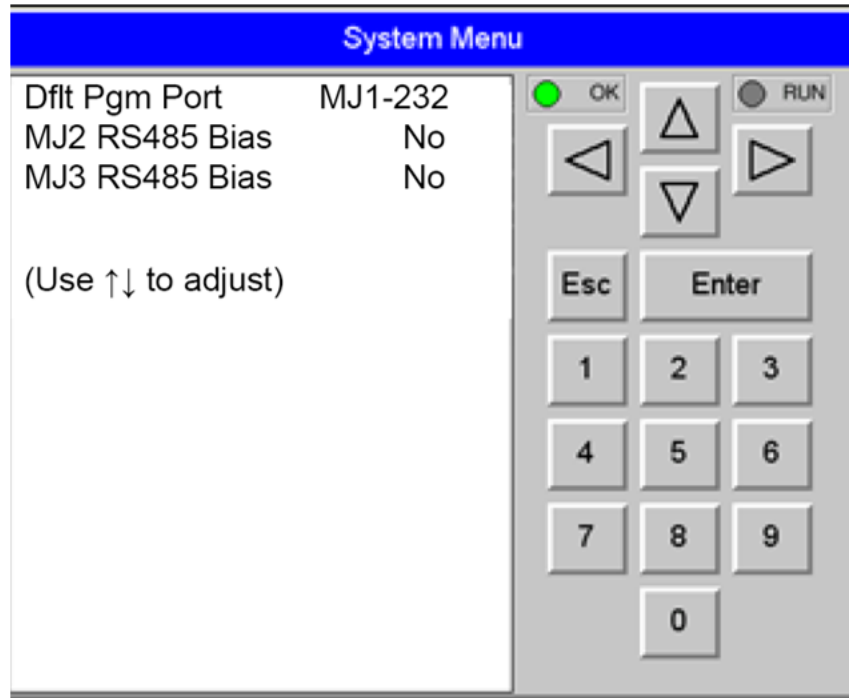 System Menu
Dflt Pgm Port MJ1-232
MJ2 RS485 Bias No
MJ3 RS485 Bias No
(Use ↑↓ to adjust)
OK RUN
Esc Enter
1 2 3
4 5 6
7 8 9
0